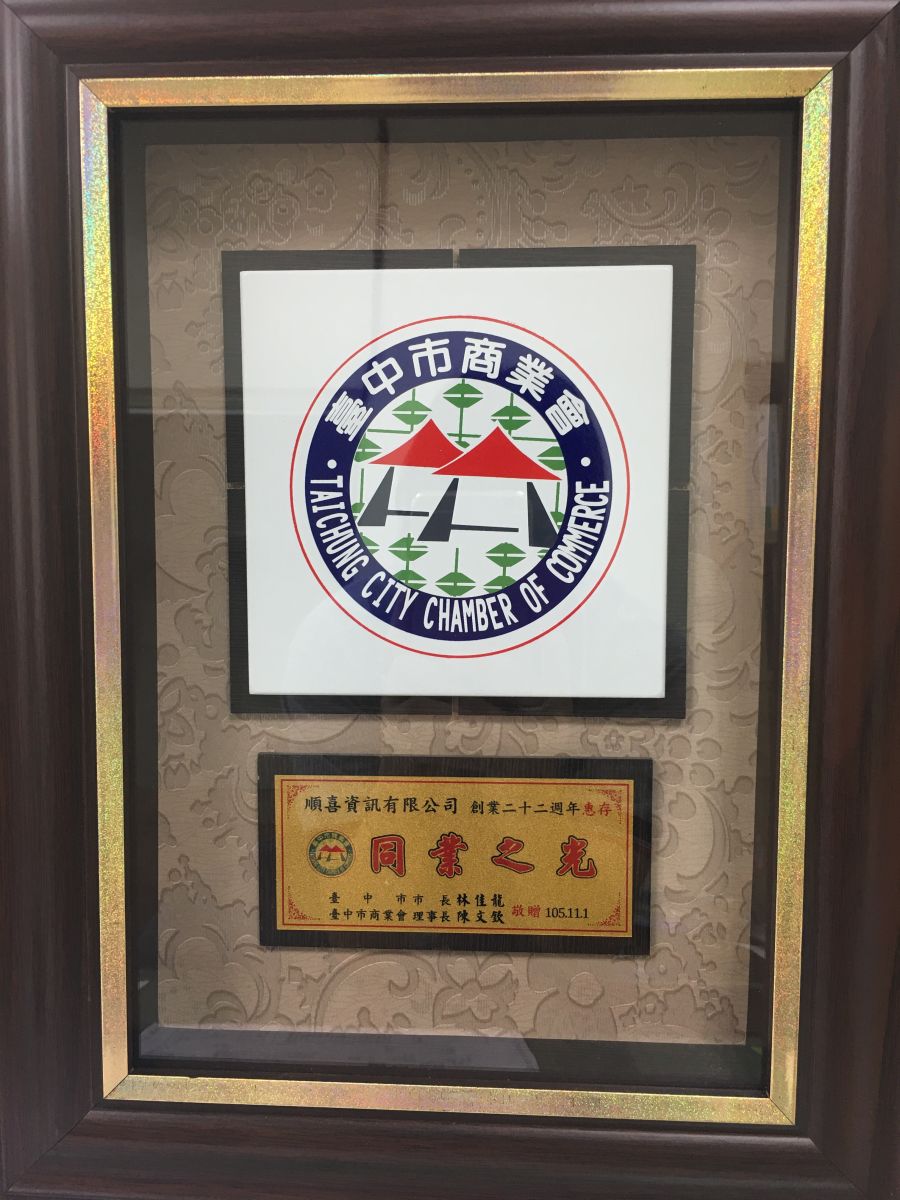 臺中市商業會
TAICHUNG CITY CHAMBER OF COMMERCE
順喜資訊有限公司 創業二十二週年惠存
同業之光
臺中市市長林佳龍
臺中市商業會理事長陳文欽 敬贈 105.11.1